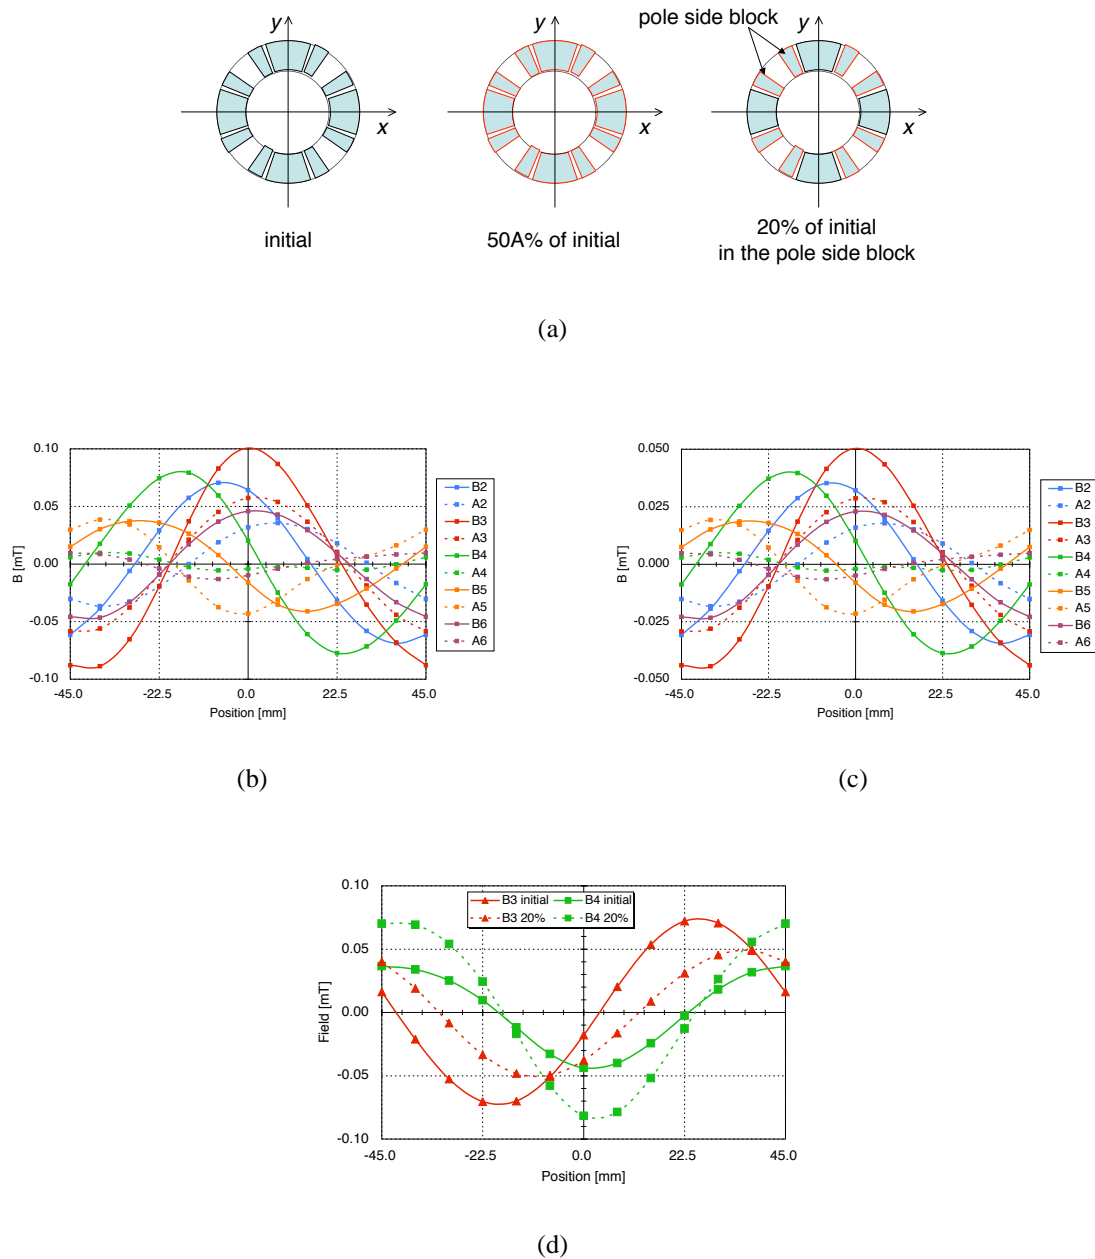 pole side block
y
y
y
x
x
x
initial
50A% of initial
20% of initial
in the pole side block
(a)
0.10
0.05
0.00
-0.05
-0.10
B [mT]
-45.0
-22.5
0.0
22.5
45.0
Position [mm]
B2
A2
B3
A3
B4
A4
B5
A5
B6
A6
(b)
0.050
0.025
0.000
-0.025
-0.050
B [mT]
-45.0
-22.5
0.0
22.5
45.0
Position [mm]
B2
A2
B3
A3
B4
A4
B5
A5
B6
A6
(c)
0.10
0.05
0.00
-0.05
-0.10
Field [mT]
B3 initial
B4 initial
B3 20%
B4 20%
-45.0
-22.5
0.0
22.5
45.0
Position [mm]
(d)